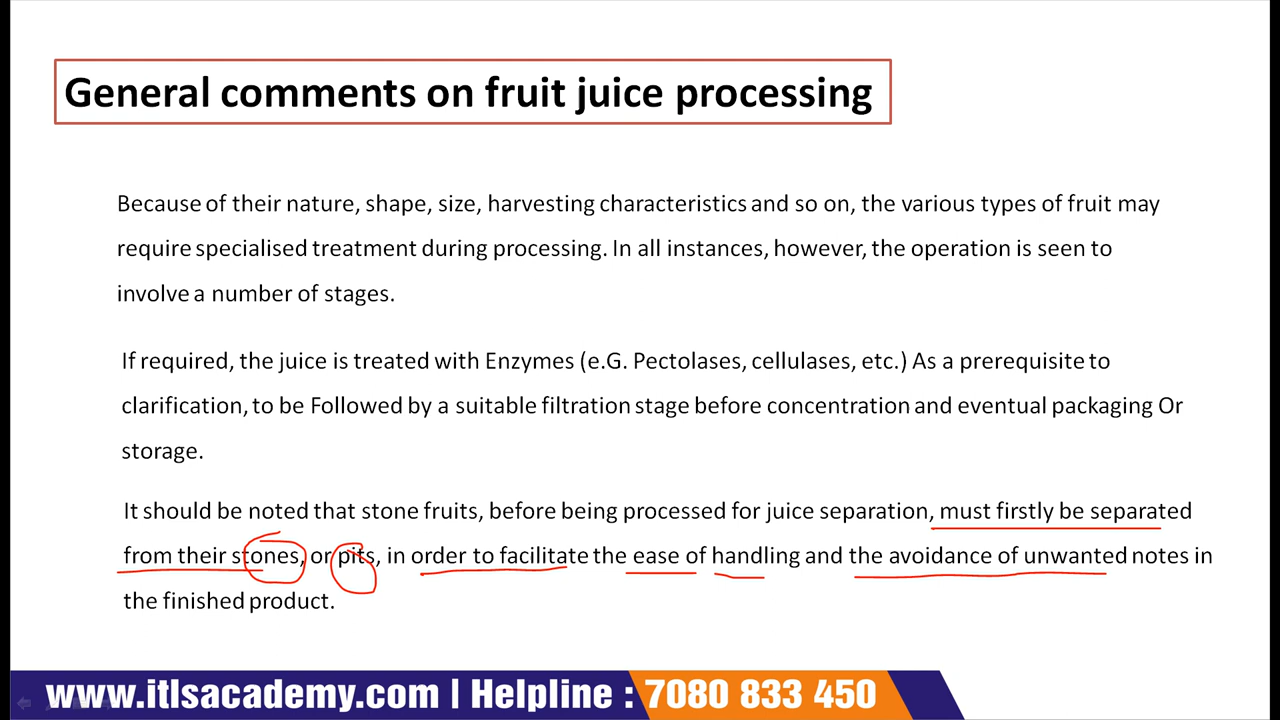 General comments on fruit juice processing
Because of their nature, shape, size, harvesting characteristics and so on, the various types of fruit may
require specialised treatment during processing. In all instances, however, the operation is seen to
involve a number of stages.
If required, the juice is treated with Enzymes (e.G. Pectolases, cellulases, etc.) As a prerequisite to
clarification, to be Followed by a suitable filtration stage before concentration and eventual packaging Or
storage.
It should be noted that stone fruits, before being processed for juice separation, must firstly be separated
from their stones, or pits, in order to facilitate the ease of handling and the avoidance of unwanted notes in
the finished product.
www.itlsacademy.com | Helpline : 7080 833 450